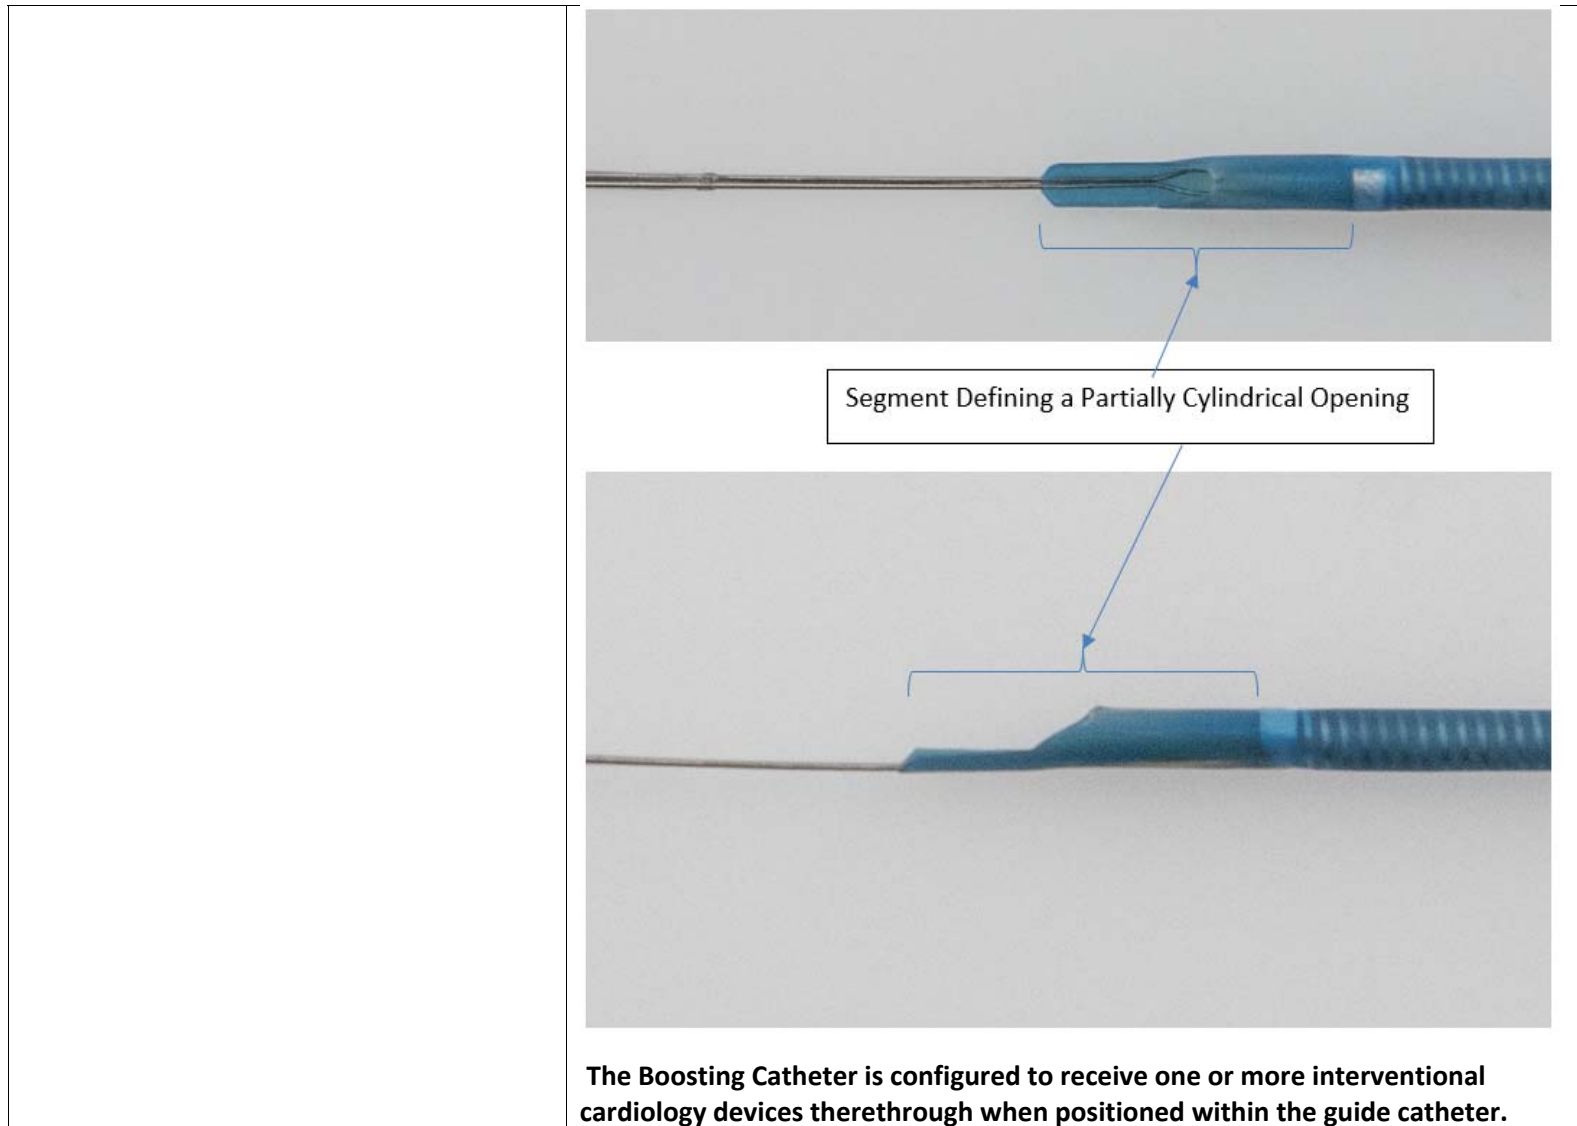 Segment Defining a Partially Cylindrical Opening
The Boosting Catheter is configured to receive one or more interventional
cardiology devices therethrough when positioned within the guide catheter.